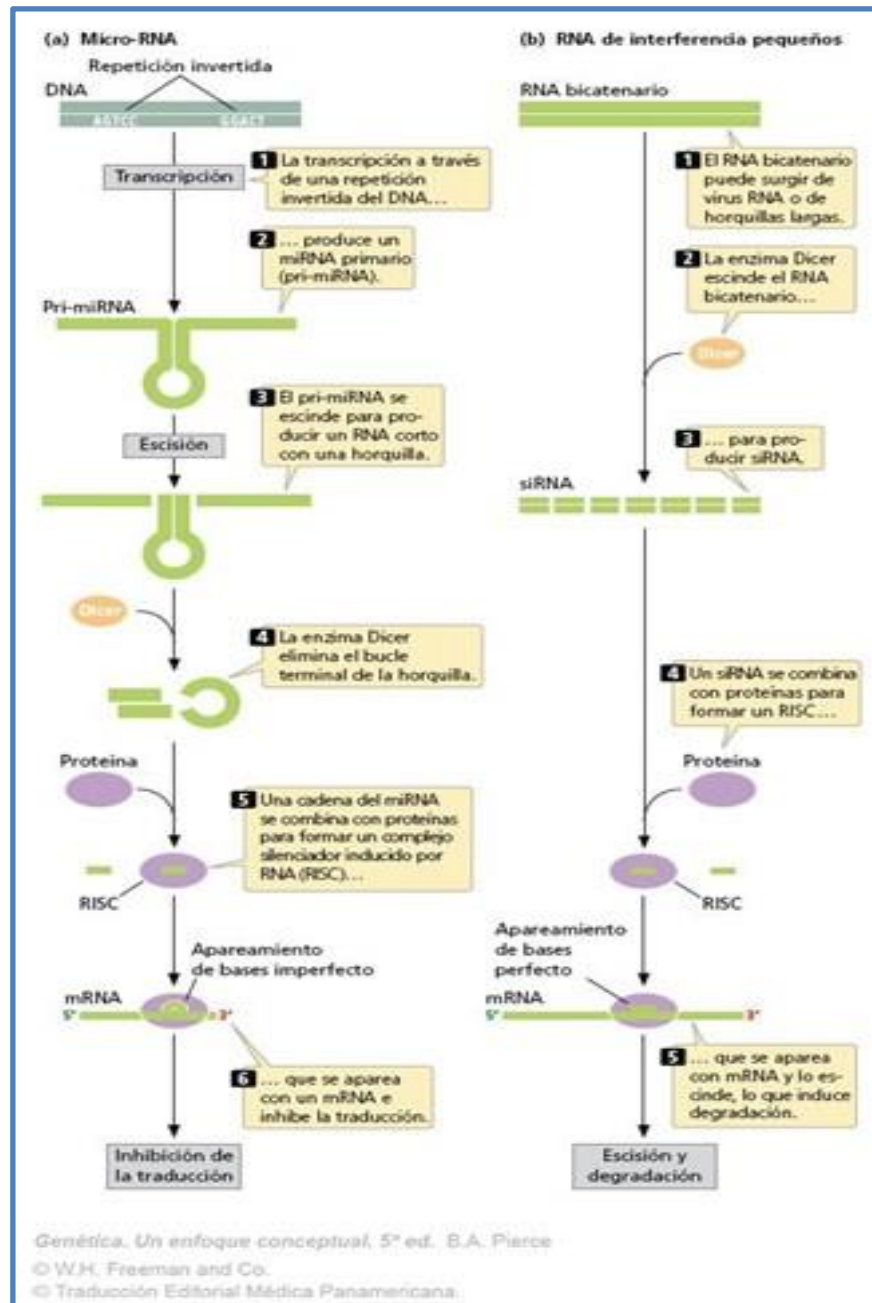 (a) Micro-RNA
Repetición invertida
DNA
AGTCC GGACT
1 La transcripción a través
de una repetición
invertida del DNA...
Transcripción
2 ... produce un
miRNA primario
(pri-miRNA).
Pri-miRNA
3 El pri-miRNA se
escinde para pro-
ducir un RNA corto
con una horquilla.
Escisión
Dicer
4 La enzima Dicer
elimina el bucle
terminal de la horquilla.
Proteína
5 Una cadena del miRNA
se combina con proteínas
para formar un complejo
silenciador inducido por
RNA (RISC)...
RISC
Apareamiento
de bases imperfecto
mRNA
5' 3'
6 ... que se aparea
con un mRNA e
inhibe la traducción.
Inhibición de
la traducción
(b) RNA de interferencia pequeños
RNA bicatenario
1 El RNA bicatenario
puede surgir de
virus RNA o de
horquillas largas.
2 La enzima Dicer
escinde el RNA
bicatenario...
Dicer
3 ... para pro-
ducir siRNA.
siRNA
4 Un siRNA se combina
con proteínas para
formar un RISC...
Proteína
RISC
Apareamiento
de bases
perfecto
mRNA
5' 3'
5 ... que se aparea
con mRNA y lo es-
cinde, lo que induce
degradación.
Escisión y
degradación
Genética. Un enfoque conceptual, 5ª ed. B.A. Pierce
© W.H. Freeman and Co.
© Traducción Editorial Médica Panamericana.